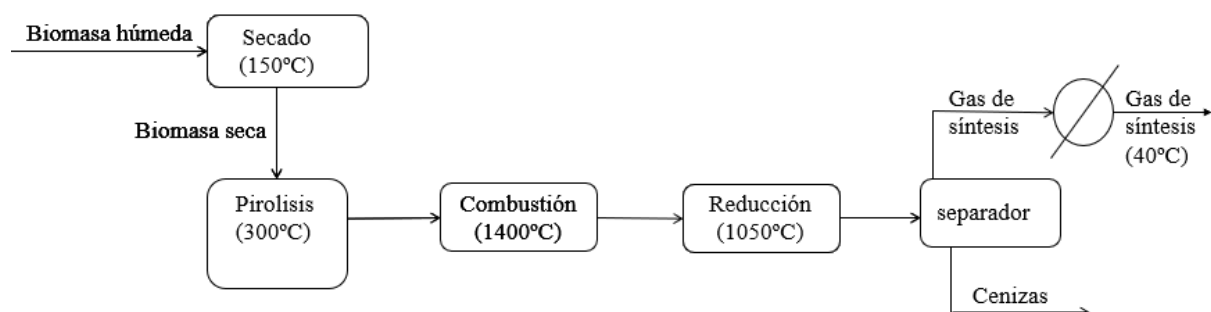 Biomasa húmeda
Secado
(150ºC)
Biomasa seca
Pirolisis
(300ºC)
Combustión
(1400ºC)
Reducción
(1050ºC)
separador
Gas de
síntesis
Gas de
síntesis
(40ºC)
Cenizas